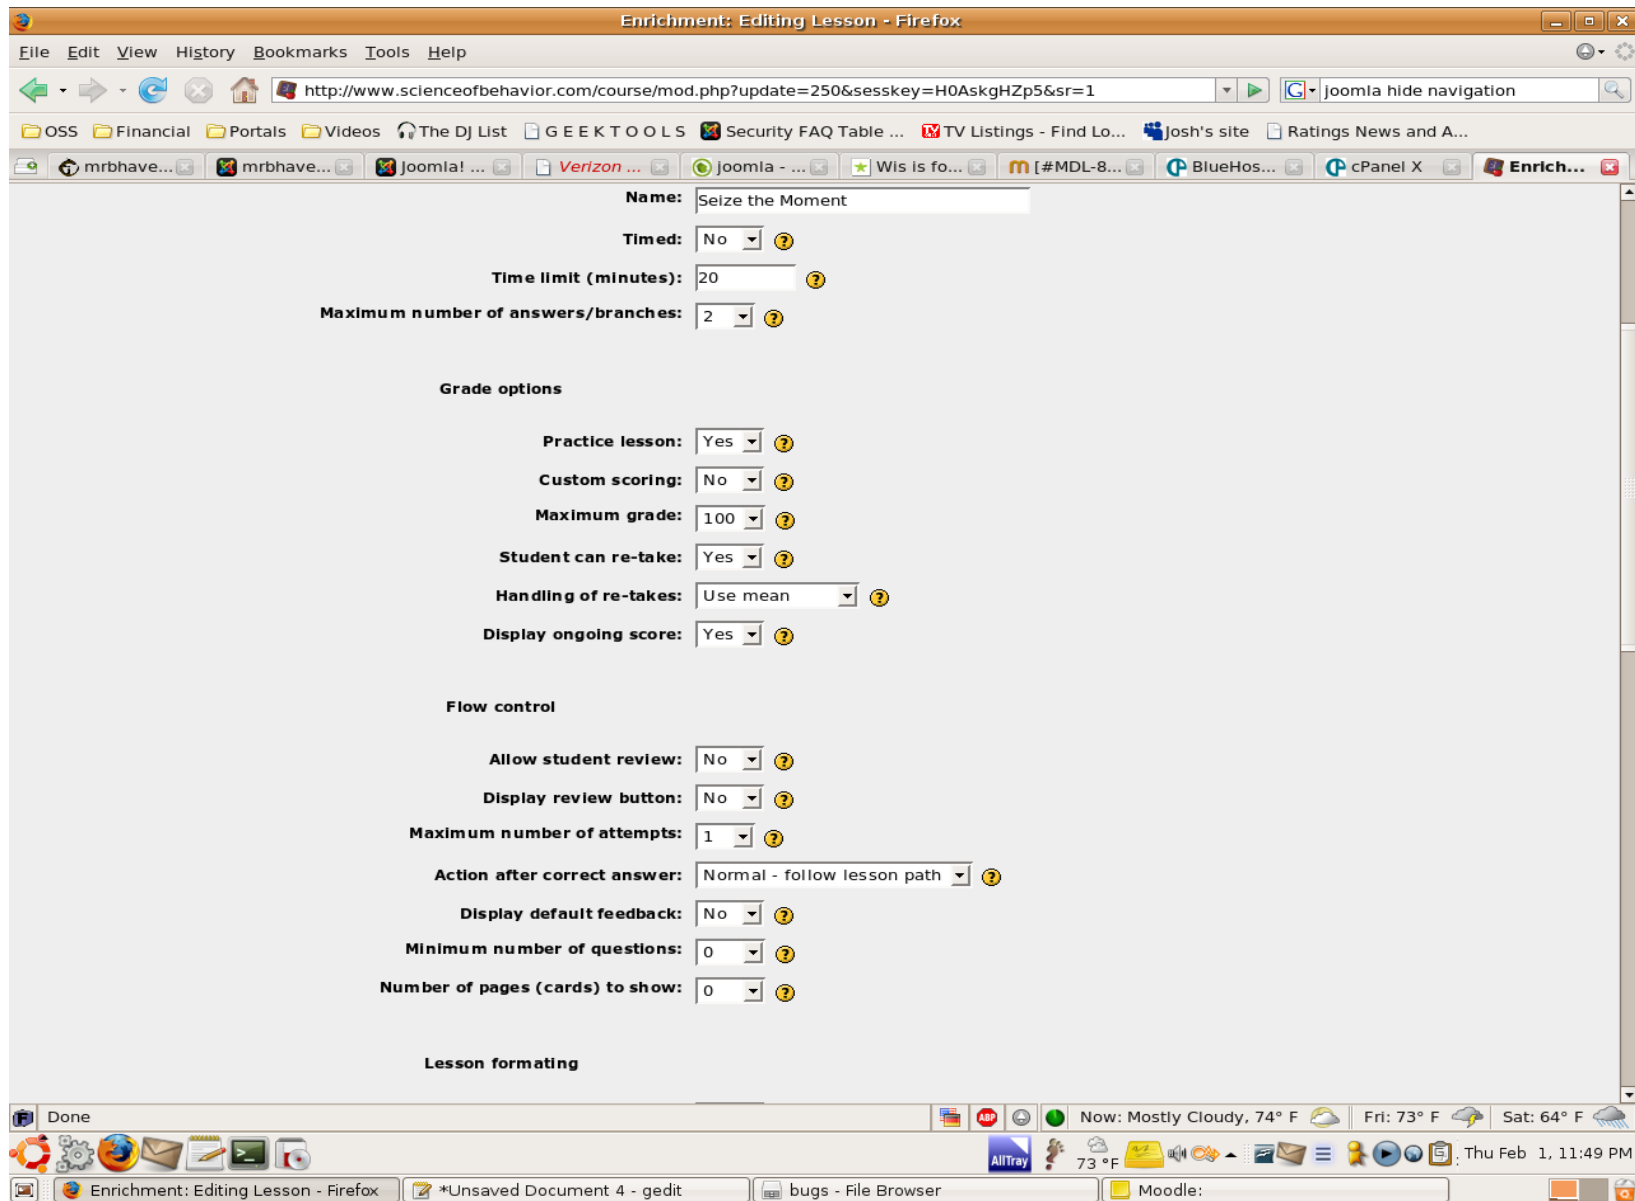 Enrichment: Editing Lesson - Firefox
File Edit View History Bookmarks Tools Help
http://www.scienceofbehavior.com/course/mod.php?update=250&sesskey=H0AskgHZp5&sr=1 G joomla hide navigation
OSS Financial Portals Videos The DJ List G E E K T O O L S Security FAQ Table ... TV Listings - Find Lo... Josh's site Ratings News and A...
mrbhave... mrbhave... Joomla! ... Verizon ... joomla - ... Wis is fo... [#MDL-8... BlueHos... cPanel X Enrich...
Name: Seize the Moment
Timed: No
Time limit (minutes): 20
Maximum number of answers/branches: 2
Grade options
Practice lesson: Yes
Custom scoring: No
Maximum grade: 100
Student can re-take: Yes
Handling of re-takes: Use mean
Display ongoing score: Yes
Flow control
Allow student review: No
Display review button: No
Maximum number of attempts: 1
Action after correct answer: Normal - follow lesson path
Display default feedback: No
Minimum number of questions: 0
Number of pages (cards) to show: 0
Lesson formating
Done ABP Now: Mostly Cloudy, 74° F Fri: 73° F Sat: 64° F
AllTray 73 °F Thu Feb 1, 11:49 PM
Enrichment: Editing Lesson - Firefox *Unsaved Document 4 - gedit bugs - File Browser Moodle: